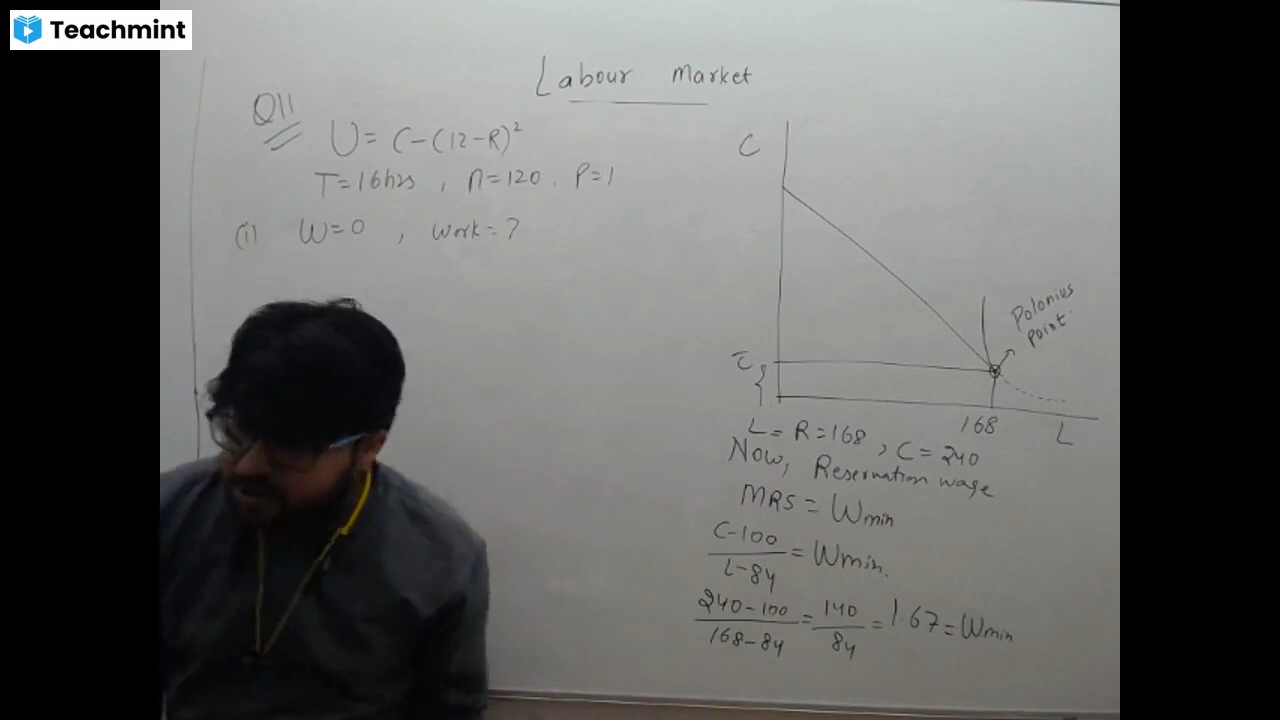 Teachmint
Labour Market
Q11
U = C-(12-R)²
T=16hrs , π=120 . P=1
(i) W=0 , Work=?
C
Polonius
point.
C̅ {
168
L
L = R=168 , C=240
Now, Reservation wage
MRS = Wmin
C-100 / L-84 = Wmin.
240-100 / 168-84 = 140 / 84 = 1.67 = Wmin